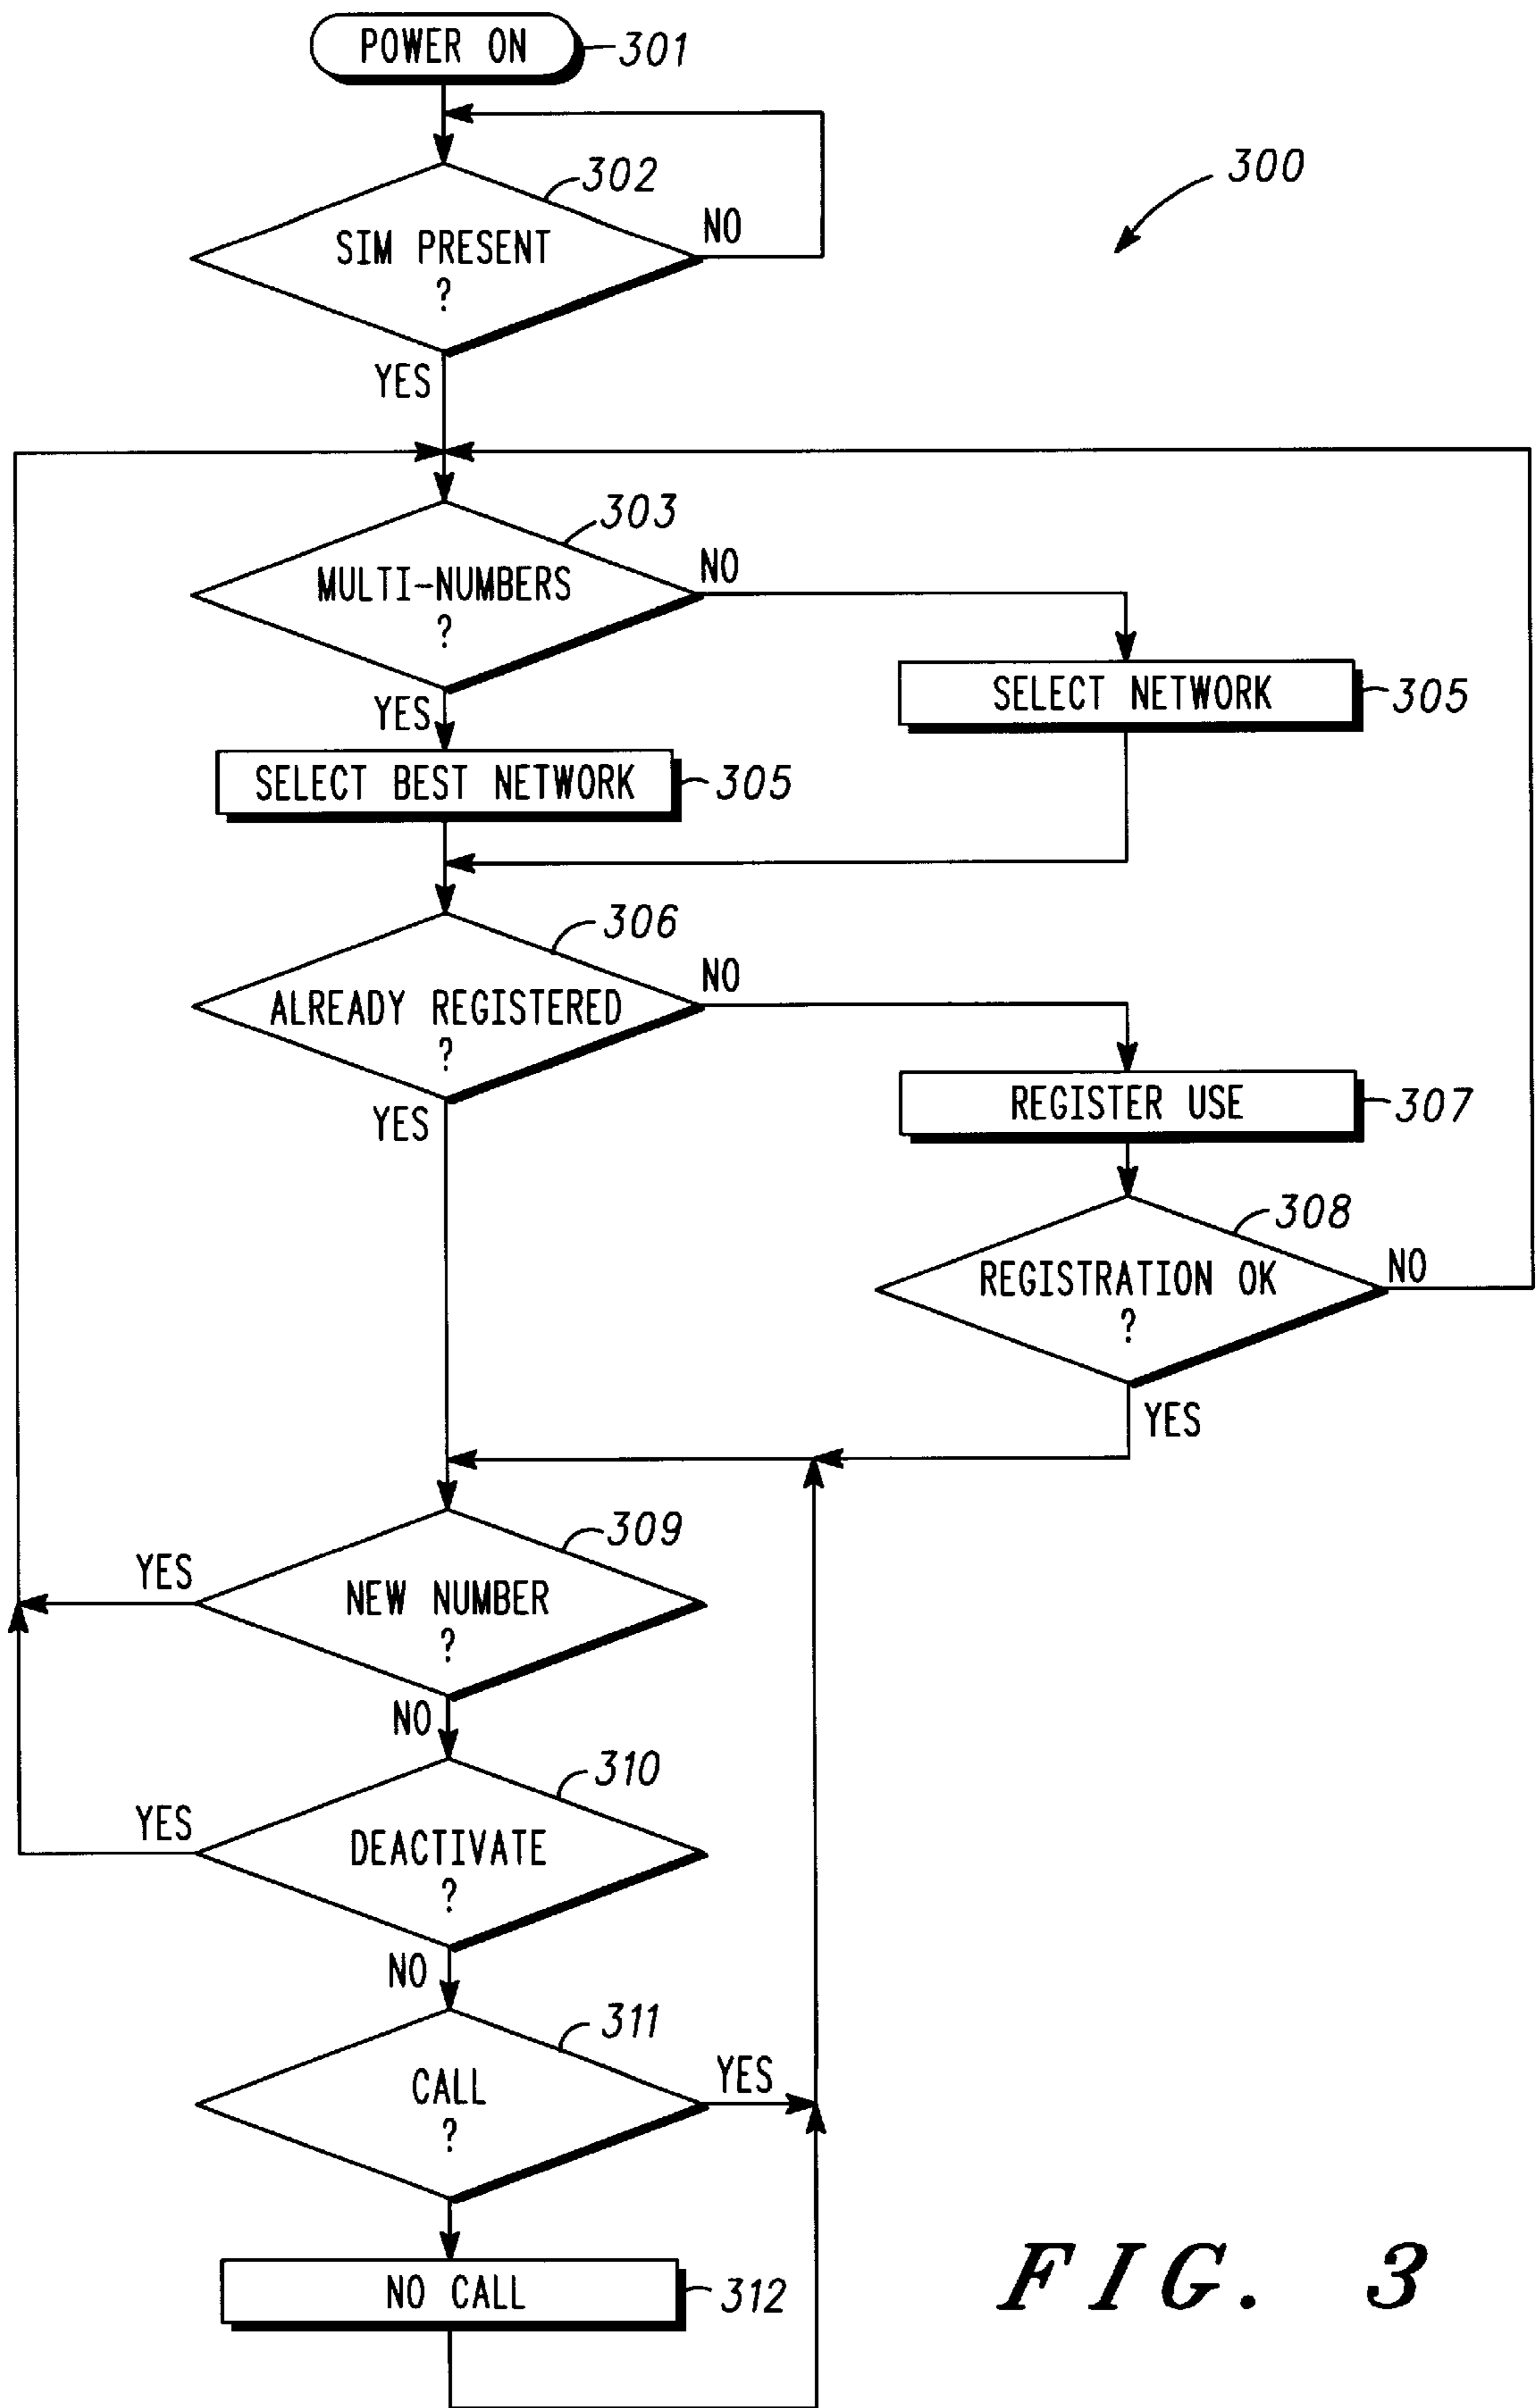 POWER ON
301
300
302
SIM PRESENT
?
NO
YES
303
MULTI-NUMBERS
?
NO
SELECT NETWORK
305
YES
SELECT BEST NETWORK
305
306
ALREADY REGISTERED
?
NO
REGISTER USE
307
YES
308
REGISTRATION OK
?
NO
YES
309
NEW NUMBER
?
YES
NO
310
DEACTIVATE
?
YES
NO
311
CALL
?
YES
NO CALL
312
FIG. 3